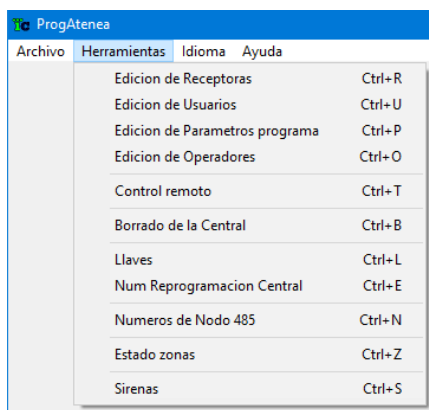 ProgAtenea
Archivo Herramientas Idioma Ayuda
Edicion de Receptoras Ctrl+R
Edicion de Usuarios Ctrl+U
Edicion de Parametros programa Ctrl+P
Edicion de Operadores Ctrl+O
Control remoto Ctrl+T
Borrado de la Central Ctrl+B
Llaves Ctrl+L
Num Reprogramacion Central Ctrl+E
Numeros de Nodo 485 Ctrl+N
Estado zonas Ctrl+Z
Sirenas Ctrl+S